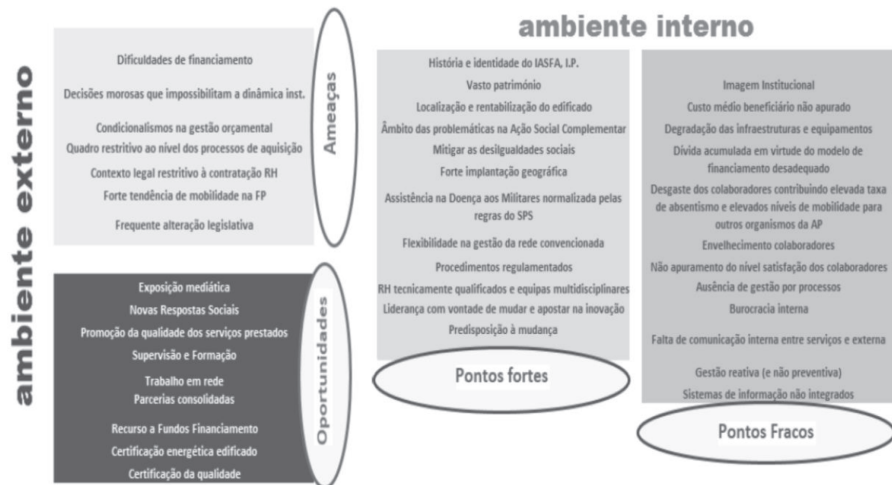 ambiente externo
Dificuldades de financiamento
Decisões morosas que impossibilitam a dinâmica inst.
Condicionalismos na gestão orçamental
Quadro restritivo ao nível dos processos de aquisição
Contexto legal restritivo à contratação RH
Forte tendência de mobilidade na FP
Frequente alteração legislativa
Ameaças
Exposição mediática
Novas Respostas Sociais
Promoção da qualidade dos serviços prestados
Supervisão e Formação
Trabalho em rede
Parcerias consolidadas
Recurso a Fundos Financiamento
Certificação energética edificado
Certificação da qualidade
Oportunidades
ambiente interno
História e identidade do IASFA, I.P.
Vasto património
Localização e rentabilização do edificado
Âmbito das problemáticas na Ação Social Complementar
Mitigar as desilgualdades sociais
Forte implantação geográfica
Assistência na Doença aos Militares normalizada pelas
regras do SPS
Flexibilidade na gestão da rede convencionada
Procedimentos regulamentados
RH tecnicamente qualificados e equipas multidisciplinares
Liderança com vontade de mudar e apostar na inovação
Predisposição à mudança
Pontos fortes
Imagem Institucional
Custo médio beneficiário não apurado
Degradação das infraestruturas e equipamentos
Dívida acumulada em virtude do modelo de
financiamento desadequado
Desgaste dos colaboradores contribuindo elevada taxa
de absentismo e elevados níveis de mobilidade para
outros organismos da AP
Envelhecimento colaboradores
Não apuramento do nível satisfação dos colaboradores
Ausência de gestão por processos
Burocracia interna
Falta de comunicação interna entre serviços e externa
Gestão reativa (e não preventiva)
Sistemas de informação não integrados
Pontos Fracos